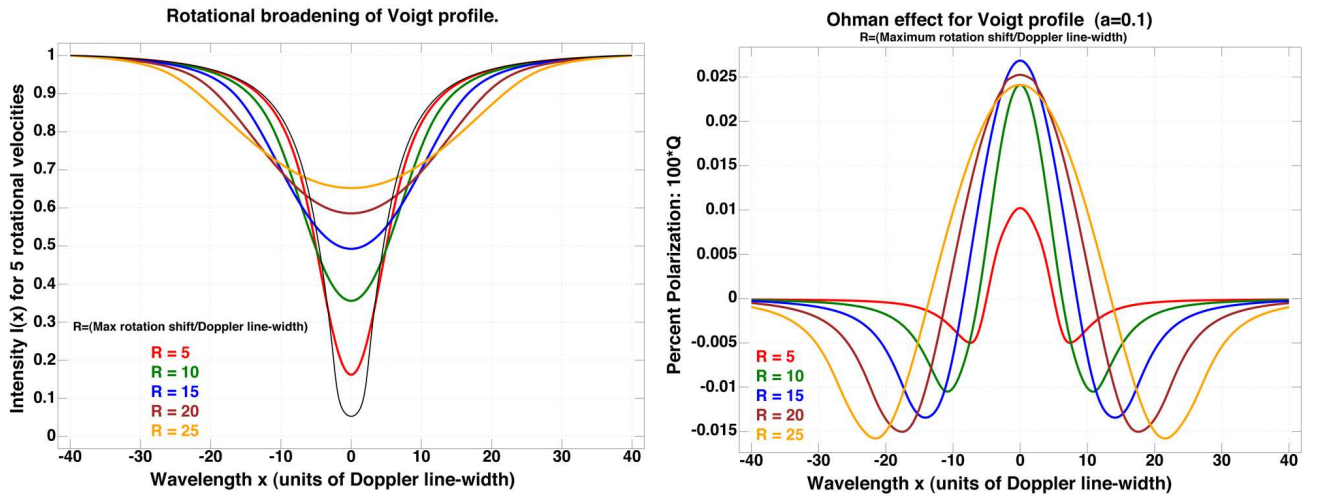 Rotational broadening of Voigt profile.
Intensity I(x) for 5 rotational velocities
1
0.9
0.8
0.7
0.6
0.5
0.4
0.3
0.2
0.1
0
R=(Max rotation shift/Doppler line-width)
R = 5
R = 10
R = 15
R = 20
R = 25
-40 -30 -20 -10 0 10 20 30 40
Wavelength x (units of Doppler line-width)
Ohman effect for Voigt profile (a=0.1)
R=(Maximum rotation shift/Doppler line-width)
Percent Polarization: 100*Q
0.025
0.02
0.015
0.01
0.005
0
-0.005
-0.01
-0.015
R = 5
R = 10
R = 15
R = 20
R = 25
-40 -30 -20 -10 0 10 20 30 40
Wavelength x (units of Doppler line-width)